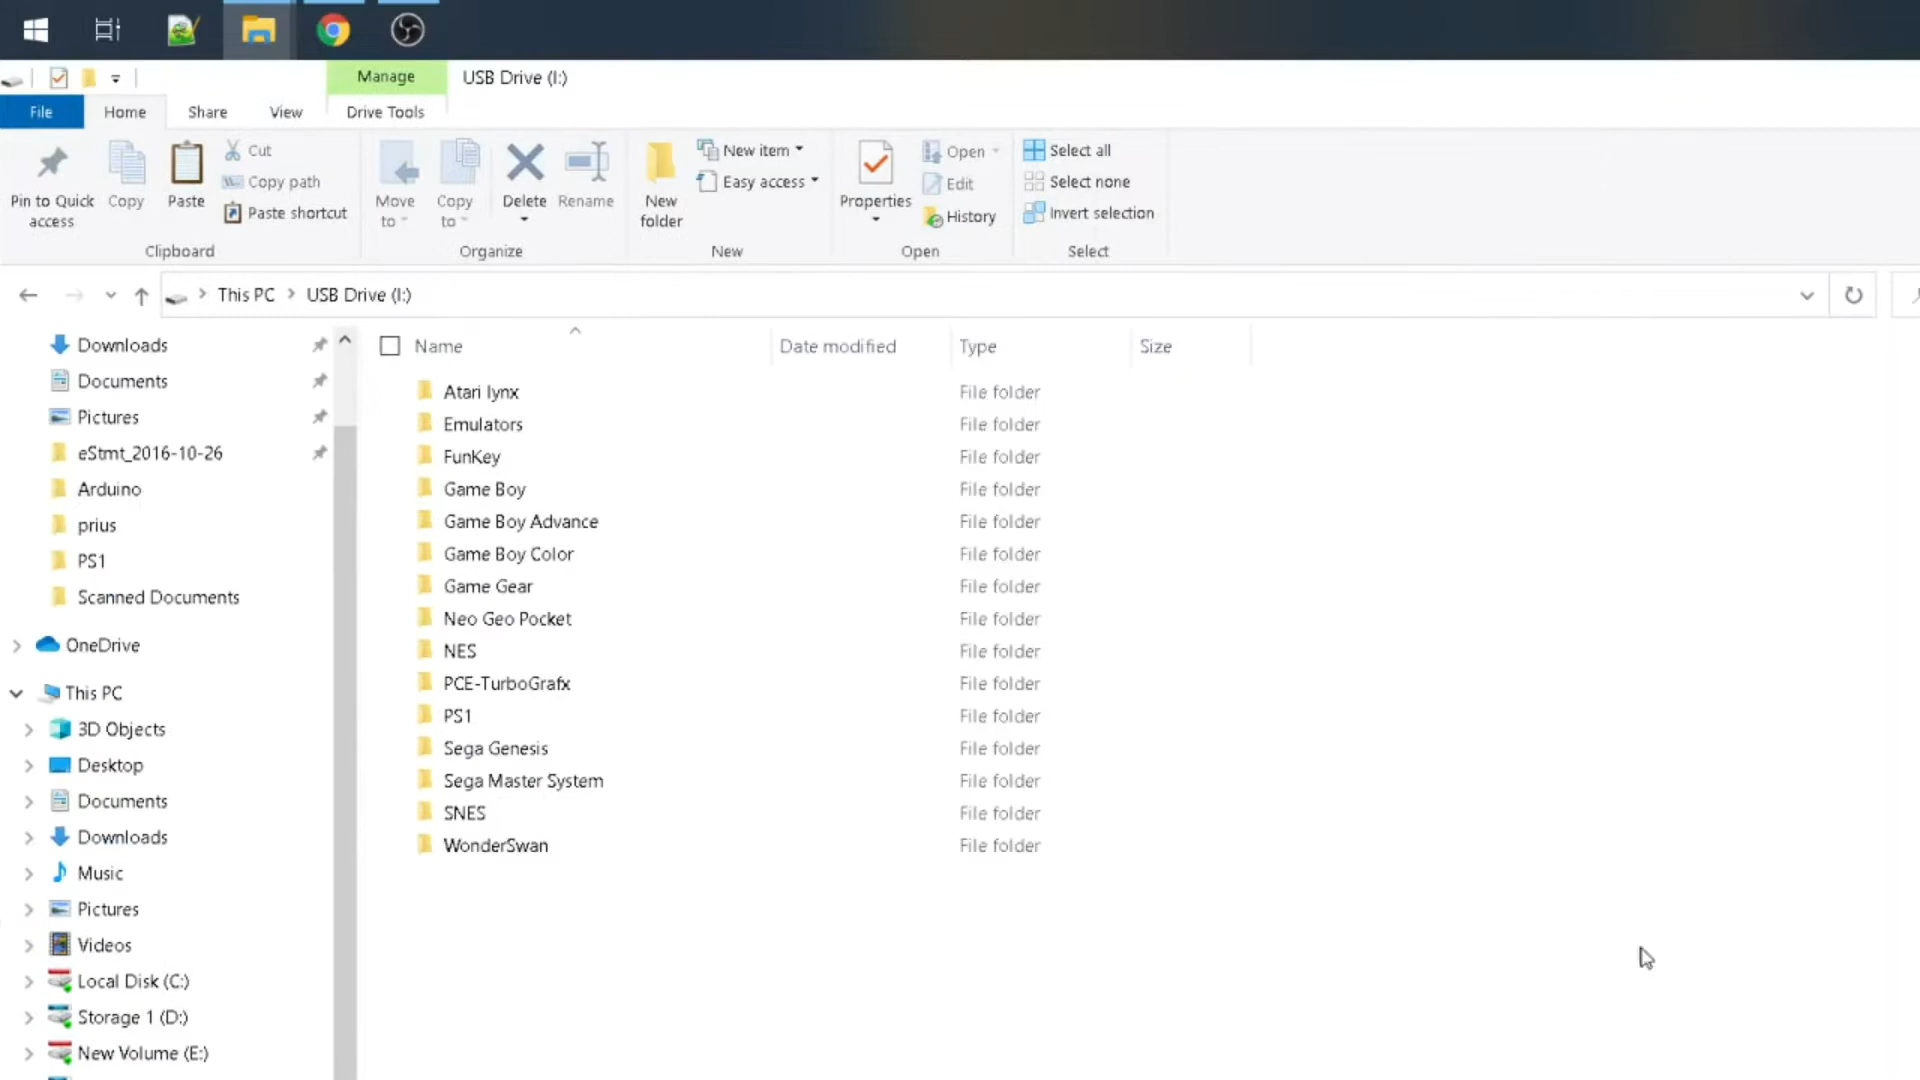 Manage
USB Drive (I:)
File
Home
Share
View
Drive Tools
Pin to Quick access
Copy
Paste
Cut
Copy path
Paste shortcut
Clipboard
Move to
Copy to
Delete
Rename
Organize
New folder
New item
Easy access
New
Properties
Open
Edit
History
Open
Select all
Select none
Invert selection
Select
This PC
USB Drive (I:)
Downloads
Documents
Pictures
eStmt_2016-10-26
Arduino
prius
PS1
Scanned Documents
OneDrive
This PC
3D Objects
Desktop
Documents
Downloads
Music
Pictures
Videos
Local Disk (C:)
Storage 1 (D:)
New Volume (E:)
Name Date modified Type Size
Atari lynx File folder
Emulators File folder
FunKey File folder
Game Boy File folder
Game Boy Advance File folder
Game Boy Color File folder
Game Gear File folder
Neo Geo Pocket File folder
NES File folder
PCE-TurboGrafx File folder
PS1 File folder
Sega Genesis File folder
Sega Master System File folder
SNES File folder
WonderSwan File folder